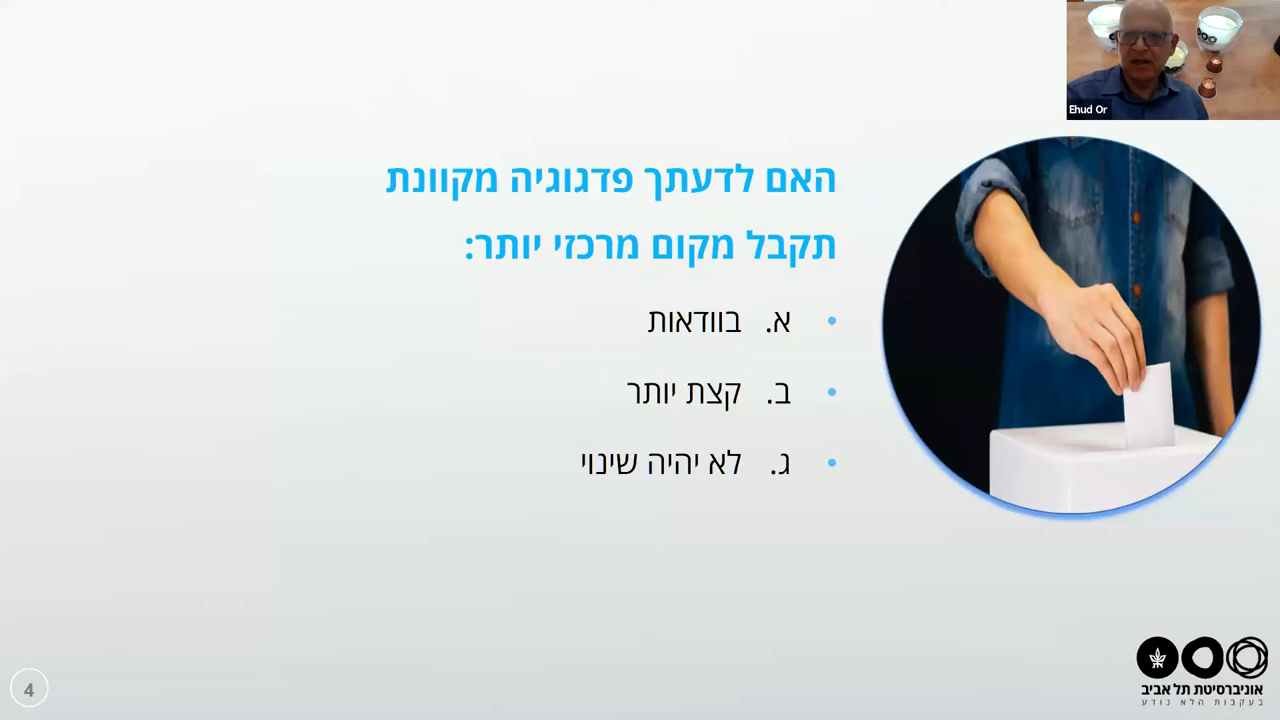 Ehud Or
האם לדעתך פדגוגיה מקוונת
תקבל מקום מרכזי יותר:
א. בוודאות
ב. קצת יותר
ג. לא יהיה שינוי
אוניברסיטת תל אביב
בעקבות הלא נודע
4